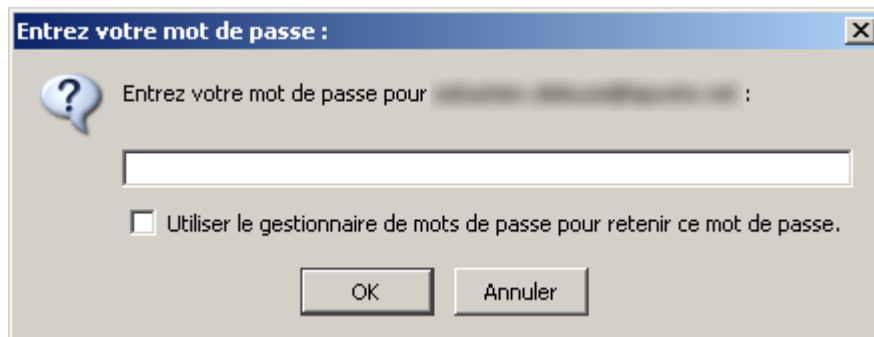 Entrez votre mot de passe :
Entrez votre mot de passe pour :
Utiliser le gestionnaire de mots de passe pour retenir ce mot de passe.
OK
Annuler